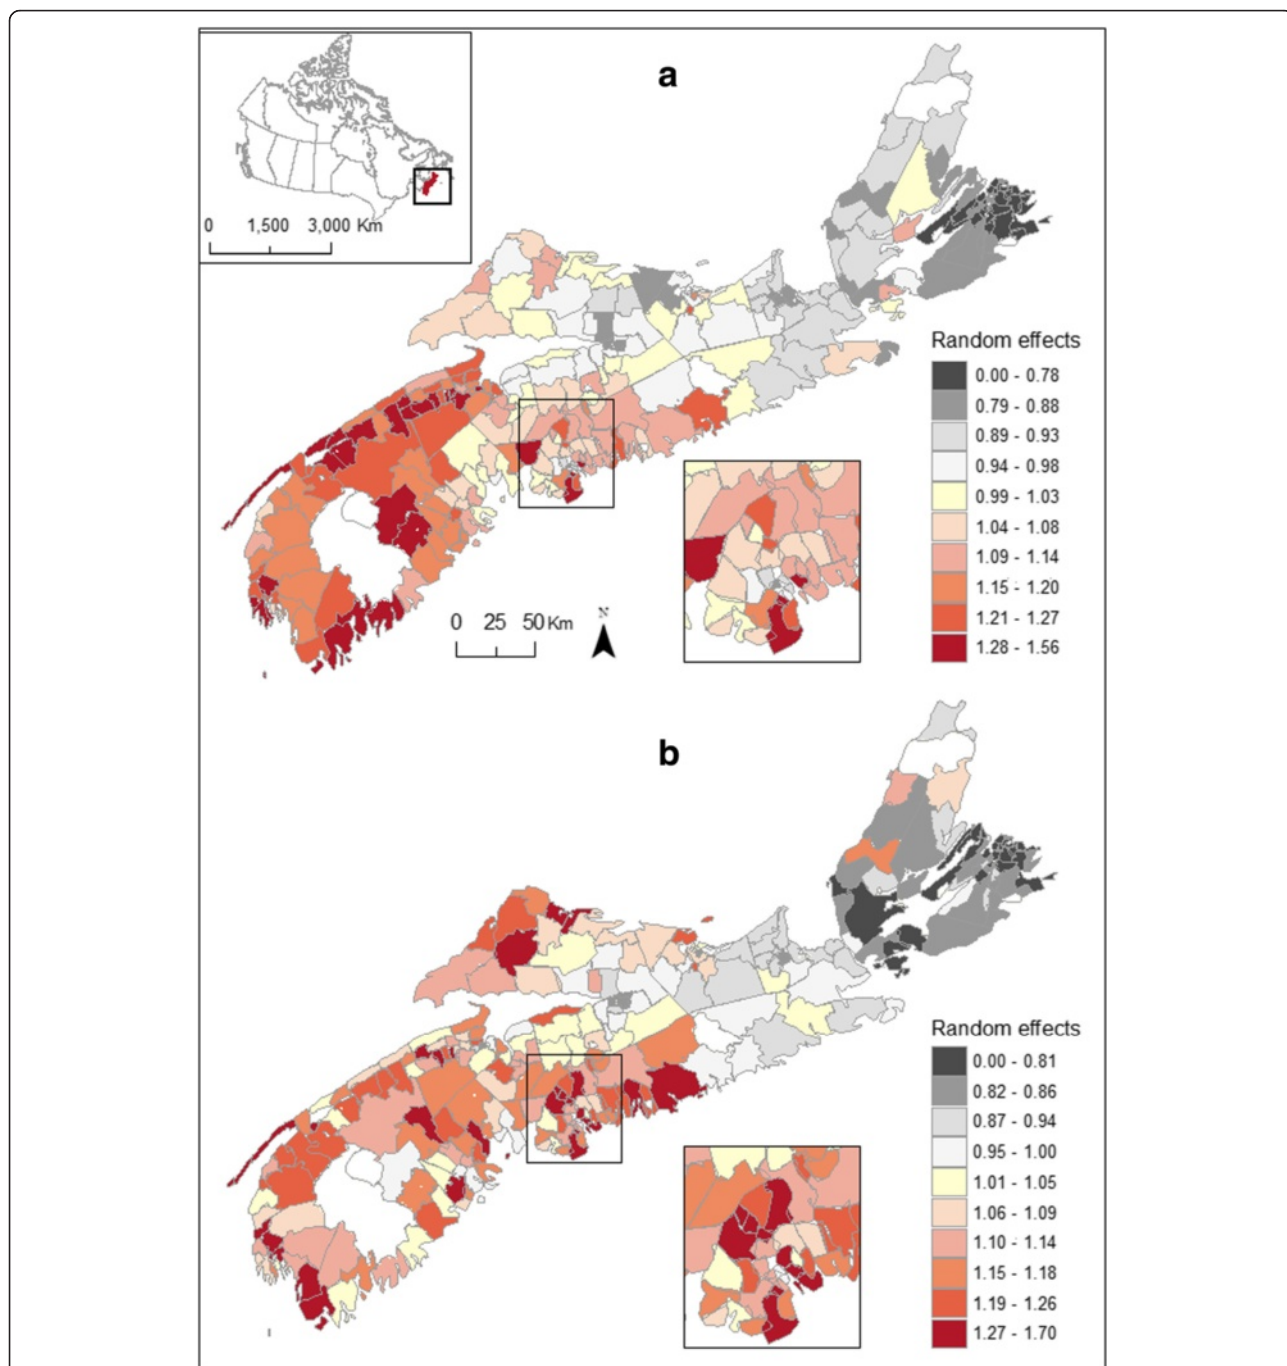 a
0 1,500 3,000 Km
Random effects
0.00 - 0.78
0.79 - 0.88
0.89 - 0.93
0.94 - 0.98
0.99 - 1.03
1.04 - 1.08
1.09 - 1.14
1.15 - 1.20
1.21 - 1.27
1.28 - 1.56
0 25 50 Km
N
b
Random effects
0.00 - 0.81
0.82 - 0.86
0.87 - 0.94
0.95 - 1.00
1.01 - 1.05
1.06 - 1.09
1.10 - 1.14
1.15 - 1.18
1.19 - 1.26
1.27 - 1.70